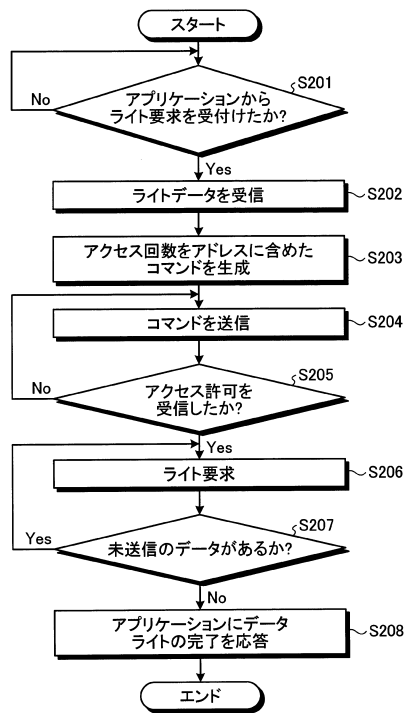 スタート
S201
アプリケーションから
ライト要求を受付けたか?
No
Yes
ライトデータを受信
S202
アクセス回数をアドレスに含めた
コマンドを生成
S203
コマンドを送信
S204
S205
アクセス許可を
受信したか?
No
Yes
ライト要求
S206
S207
未送信のデータがあるか?
Yes
No
アプリケーションにデータ
ライトの完了を応答
S208
エンド